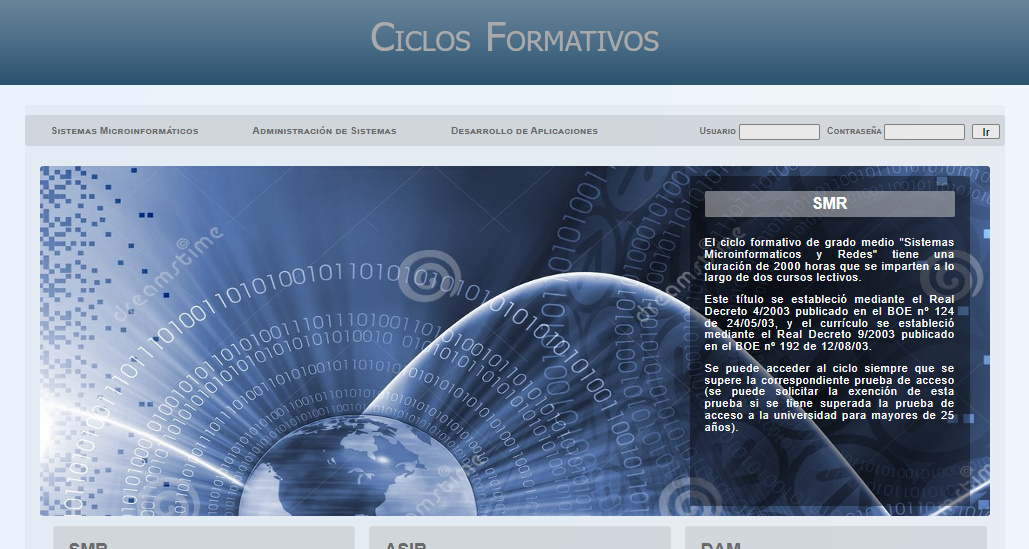 Ciclos Formativos
Sistemas Microinformáticos Administración de Sistemas Desarrollo de Aplicaciones Usuario Contraseña Ir
SMR
El ciclo formativo de grado medio "Sistemas
Microinformaticos y Redes" tiene una
duración de 2000 horas que se imparten a lo
largo de dos cursos lectivos.
Este título se estableció mediante el Real
Decreto 4/2003 publicado en el BOE nº 124
de 24/05/03, y el currículo se estableció
mediante el Real Decreto 9/2003 publicado
en el BOE nº 192 de 12/08/03.
Se puede acceder al ciclo siempre que se
supere la correspondiente prueba de acceso
(se puede solicitar la exención de esta
prueba si se tiene superada la prueba de
acceso a la universidad para mayores de 25
años).
© dreamstime
SMR ASIR DAM